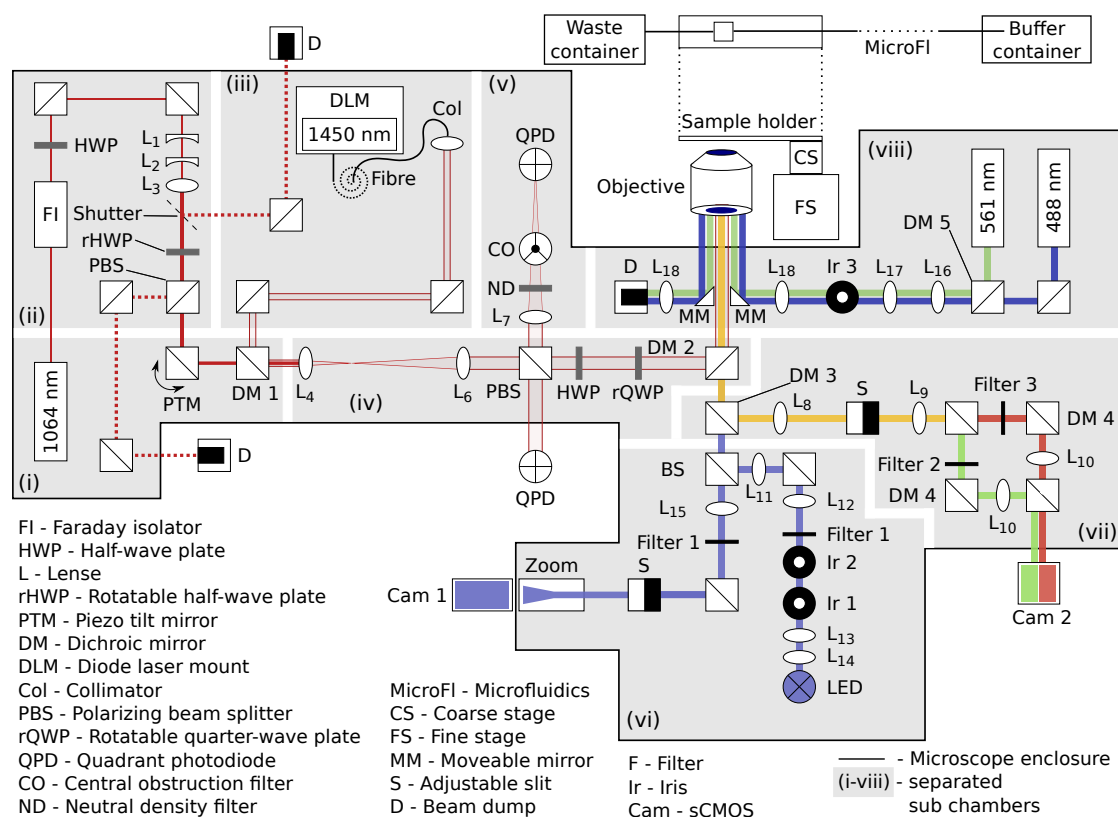 Waste
container
MicroFl
Buffer
container
D
(iii)
(v)
(ii)
HWP
L1
L2
L3
FI
Shutter
rHWP
PBS
DLM
1450 nm
Fibre
Col
QPD
CO
ND
L7
Sample holder
CS
FS
Objective
(viii)
561 nm
488 nm
DM 5
D
L18
MM
MM
L18
Ir 3
L17
L16
1064 nm
PTM
DM 1
L4
(iv)
L6
PBS
HWP
rQWP
DM 2
D
QPD
(i)
DM 3
L8
S
L9
Filter 3
DM 4
L10
Filter 2
DM 4
L10
(vii)
Cam 2
BS
L11
L15
L12
Filter 1
Filter 1
Ir 2
Ir 1
L13
L14
LED
Cam 1
Zoom
S
(vi)
FI - Faraday isolator
HWP - Half-wave plate
L - Lense
rHWP - Rotatable half-wave plate
PTM - Piezo tilt mirror
DM - Dichroic mirror
DLM - Diode laser mount
Col - Collimator
PBS - Polarizing beam splitter
rQWP - Rotatable quarter-wave plate
QPD - Quadrant photodiode
CO - Central obstruction filter
ND - Neutral density filter
MicroFl - Microfluidics
CS - Coarse stage
FS - Fine stage
MM - Moveable mirror
S - Adjustable slit
D - Beam dump
F - Filter
Ir - Iris
Cam - sCMOS
- Microscope enclosure
(i-viii) - separated
sub chambers